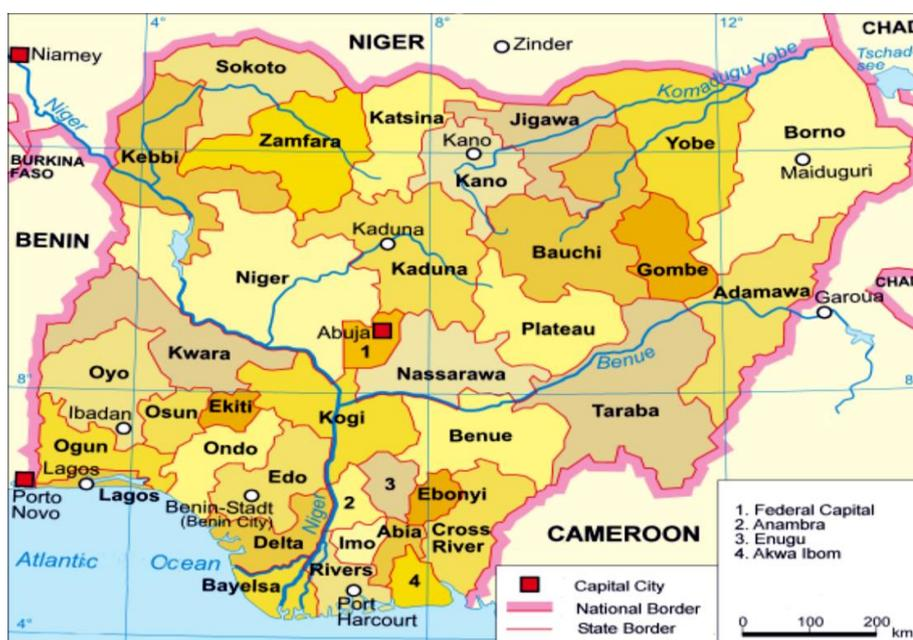 4°
8°
12°
CHAD
NIGER
Zinder
Niamey
Tschad-
see
Sokoto
Komadugu Yobe
Niger
Katsina
Jigawa
Zamfara
Kano
Yobe
Borno
BURKINA
FASO
Kebbi
Maiduguri
Kano
Kaduna
BENIN
Bauchi
Niger
Kaduna
Gombe
CHAD
Adamawa
Garoua
Abuja
1
Plateau
Kwara
Benue
8°
Oyo
Nassarawa
8°
Ibadan
Osun
Ekiti
Kogi
Taraba
Ogun
Ondo
Benue
Lagos
Edo
3
Porto
Novo
Lagos
Benin-Stadt
(Benin City)
Niger
2
Ebonyi
Delta
Imo
Abia
Cross
River
CAMEROON
Atlantic Ocean
Bayelsa
Rivers
4
Port
Harcourt
4°
1. Federal Capital
2. Anambra
3. Enugu
4. Akwa Ibom
Capital City
National Border
State Border
0 100 200
km